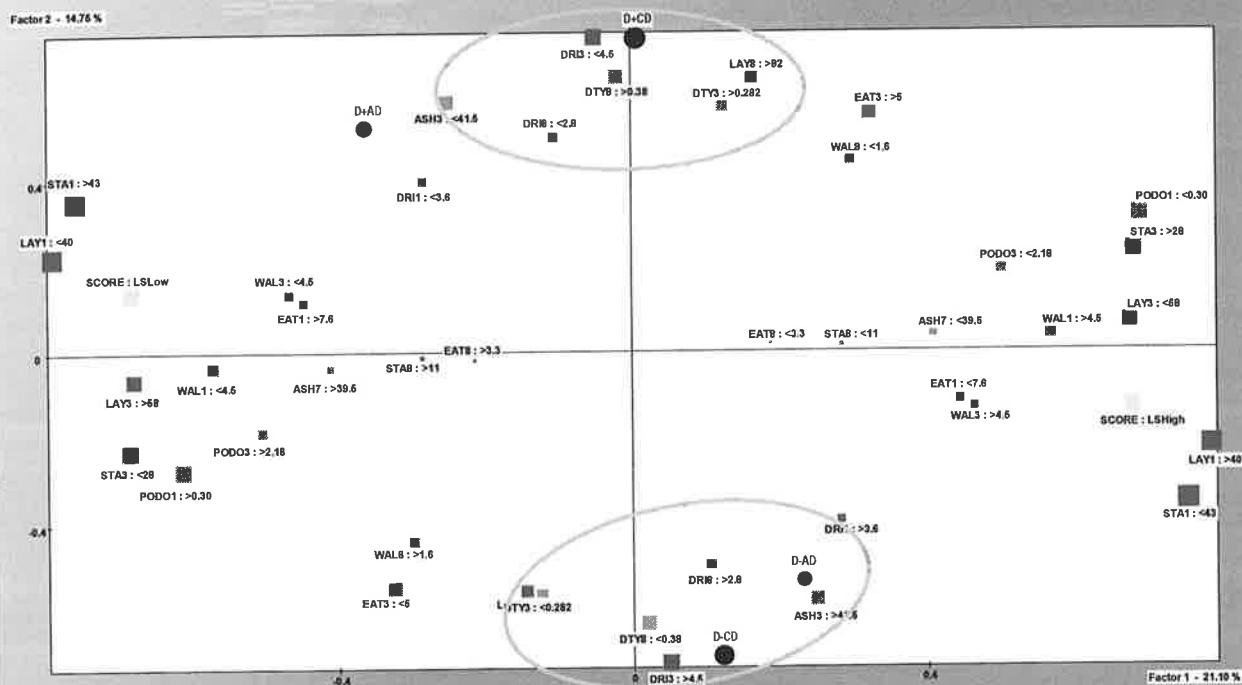 Factor 2 - 14.75 %
D+CD
DRI3 : <4.5
LAY8 : >92
DTY8 : >0.38
DTY3 : >0.282
EAT3 : >5
D+AD
ASH3 : <41.5
DRI8 : <2.8
WAL8 : <1.6
0.4
STA1 : >43
DRI1 : <3.6
PODO1 : <0.30
STA3 : >28
LAY1 : <40
PODO3 : <2.18
SCORE : LSLow
WAL3 : <4.5
EAT1 : >7.6
LAY3 : <58
ASH7 : <39.5
WAL1 : >4.5
EAT8 : <3.3
STA8 : <11
0
EAT8 : >3.3
STA8 : >11
WAL1 : <4.5
ASH7 : >39.5
LAY3 : >58
EAT1 : <7.6
WAL3 : >4.5
SCORE : LSHigh
PODO3 : >2.18
LAY1 : >40
STA3 : <28
PODO1 : >0.30
STA1 : <43
-0.4
DRI : >3.6
WAL8 : >1.6
D-AD
DRI8 : >2.8
EAT3 : <5
DTY3 : <0.282
ASH3 : >41.5
DTY8 : <0.38
D-CD
-0.4
0
DRI3 : >4.5
0.4
Factor 1 - 21.10 %